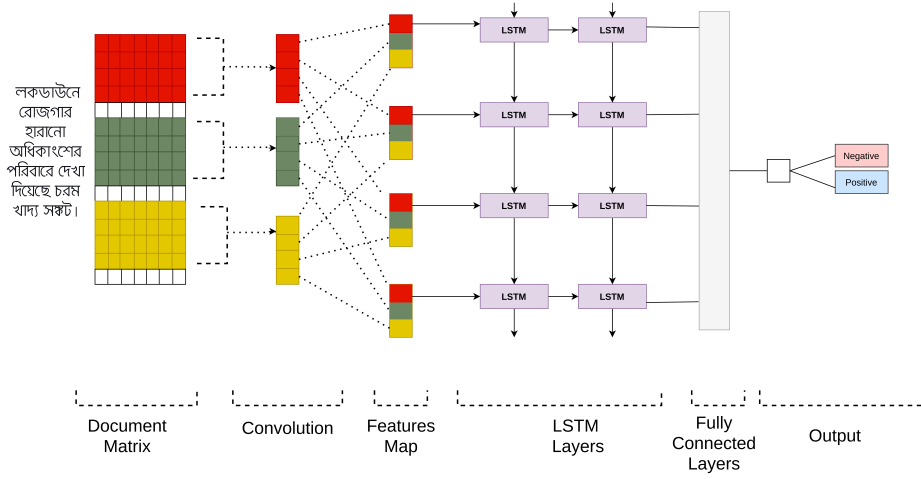 লকডাউনে
রোজগার
হারানো
অধিকাংশের
পরিবারে দেখা
দিয়েছে চরম
খাদ্য সঙ্কট।
LSTM LSTM
LSTM LSTM
LSTM LSTM
LSTM LSTM
Negative
Positive
Document
Matrix
Convolution
Features
Map
LSTM
Layers
Fully
Connected
Layers
Output